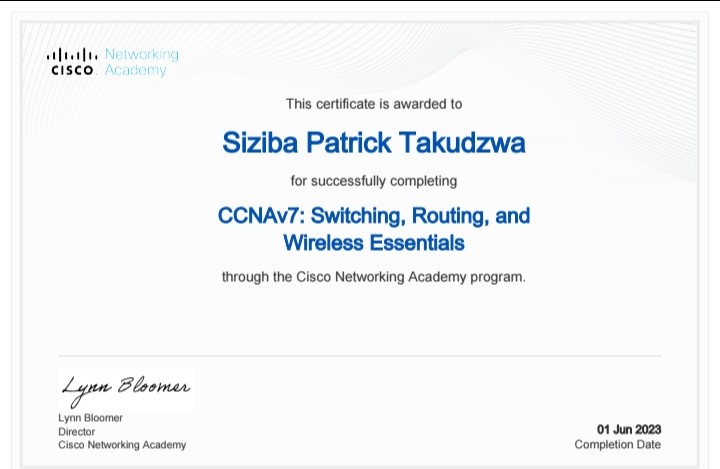 Networking
CISCO Academy
This certificate is awarded to
Siziba Patrick Takudzwa
for successfully completing
CCNAv7: Switching, Routing, and
Wireless Essentials
through the Cisco Networking Academy program.
Lynn Bloomer
Lynn Bloomer
Director
Cisco Networking Academy
01 Jun 2023
Completion Date